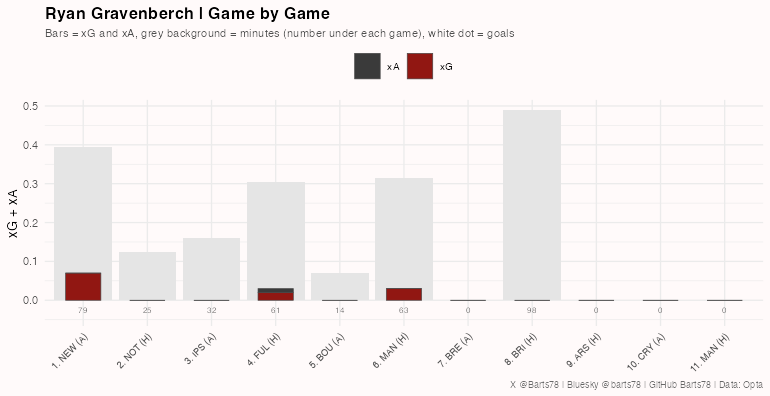 Ryan Gravenberch | Game by Game
Bars = xG and xA, grey background = minutes (number under each game), white dot = goals
xA xG
xG + xA
0.5
0.4
0.3
0.2
0.1
0.0
79 25 32 61 14 63 0 98 0 0 0
1. NEW (A) 2. NOT (H) 3. IPS (A) 4. FUL (H) 5. BOU (A) 6. MAN (H) 7. BRE (A) 8. BRI (H) 9. ARS (H) 10. CRY (A) 11. MAN (H)
X @Barts78 | Bluesky @barts78 | GitHub Barts78 | Data: Opta